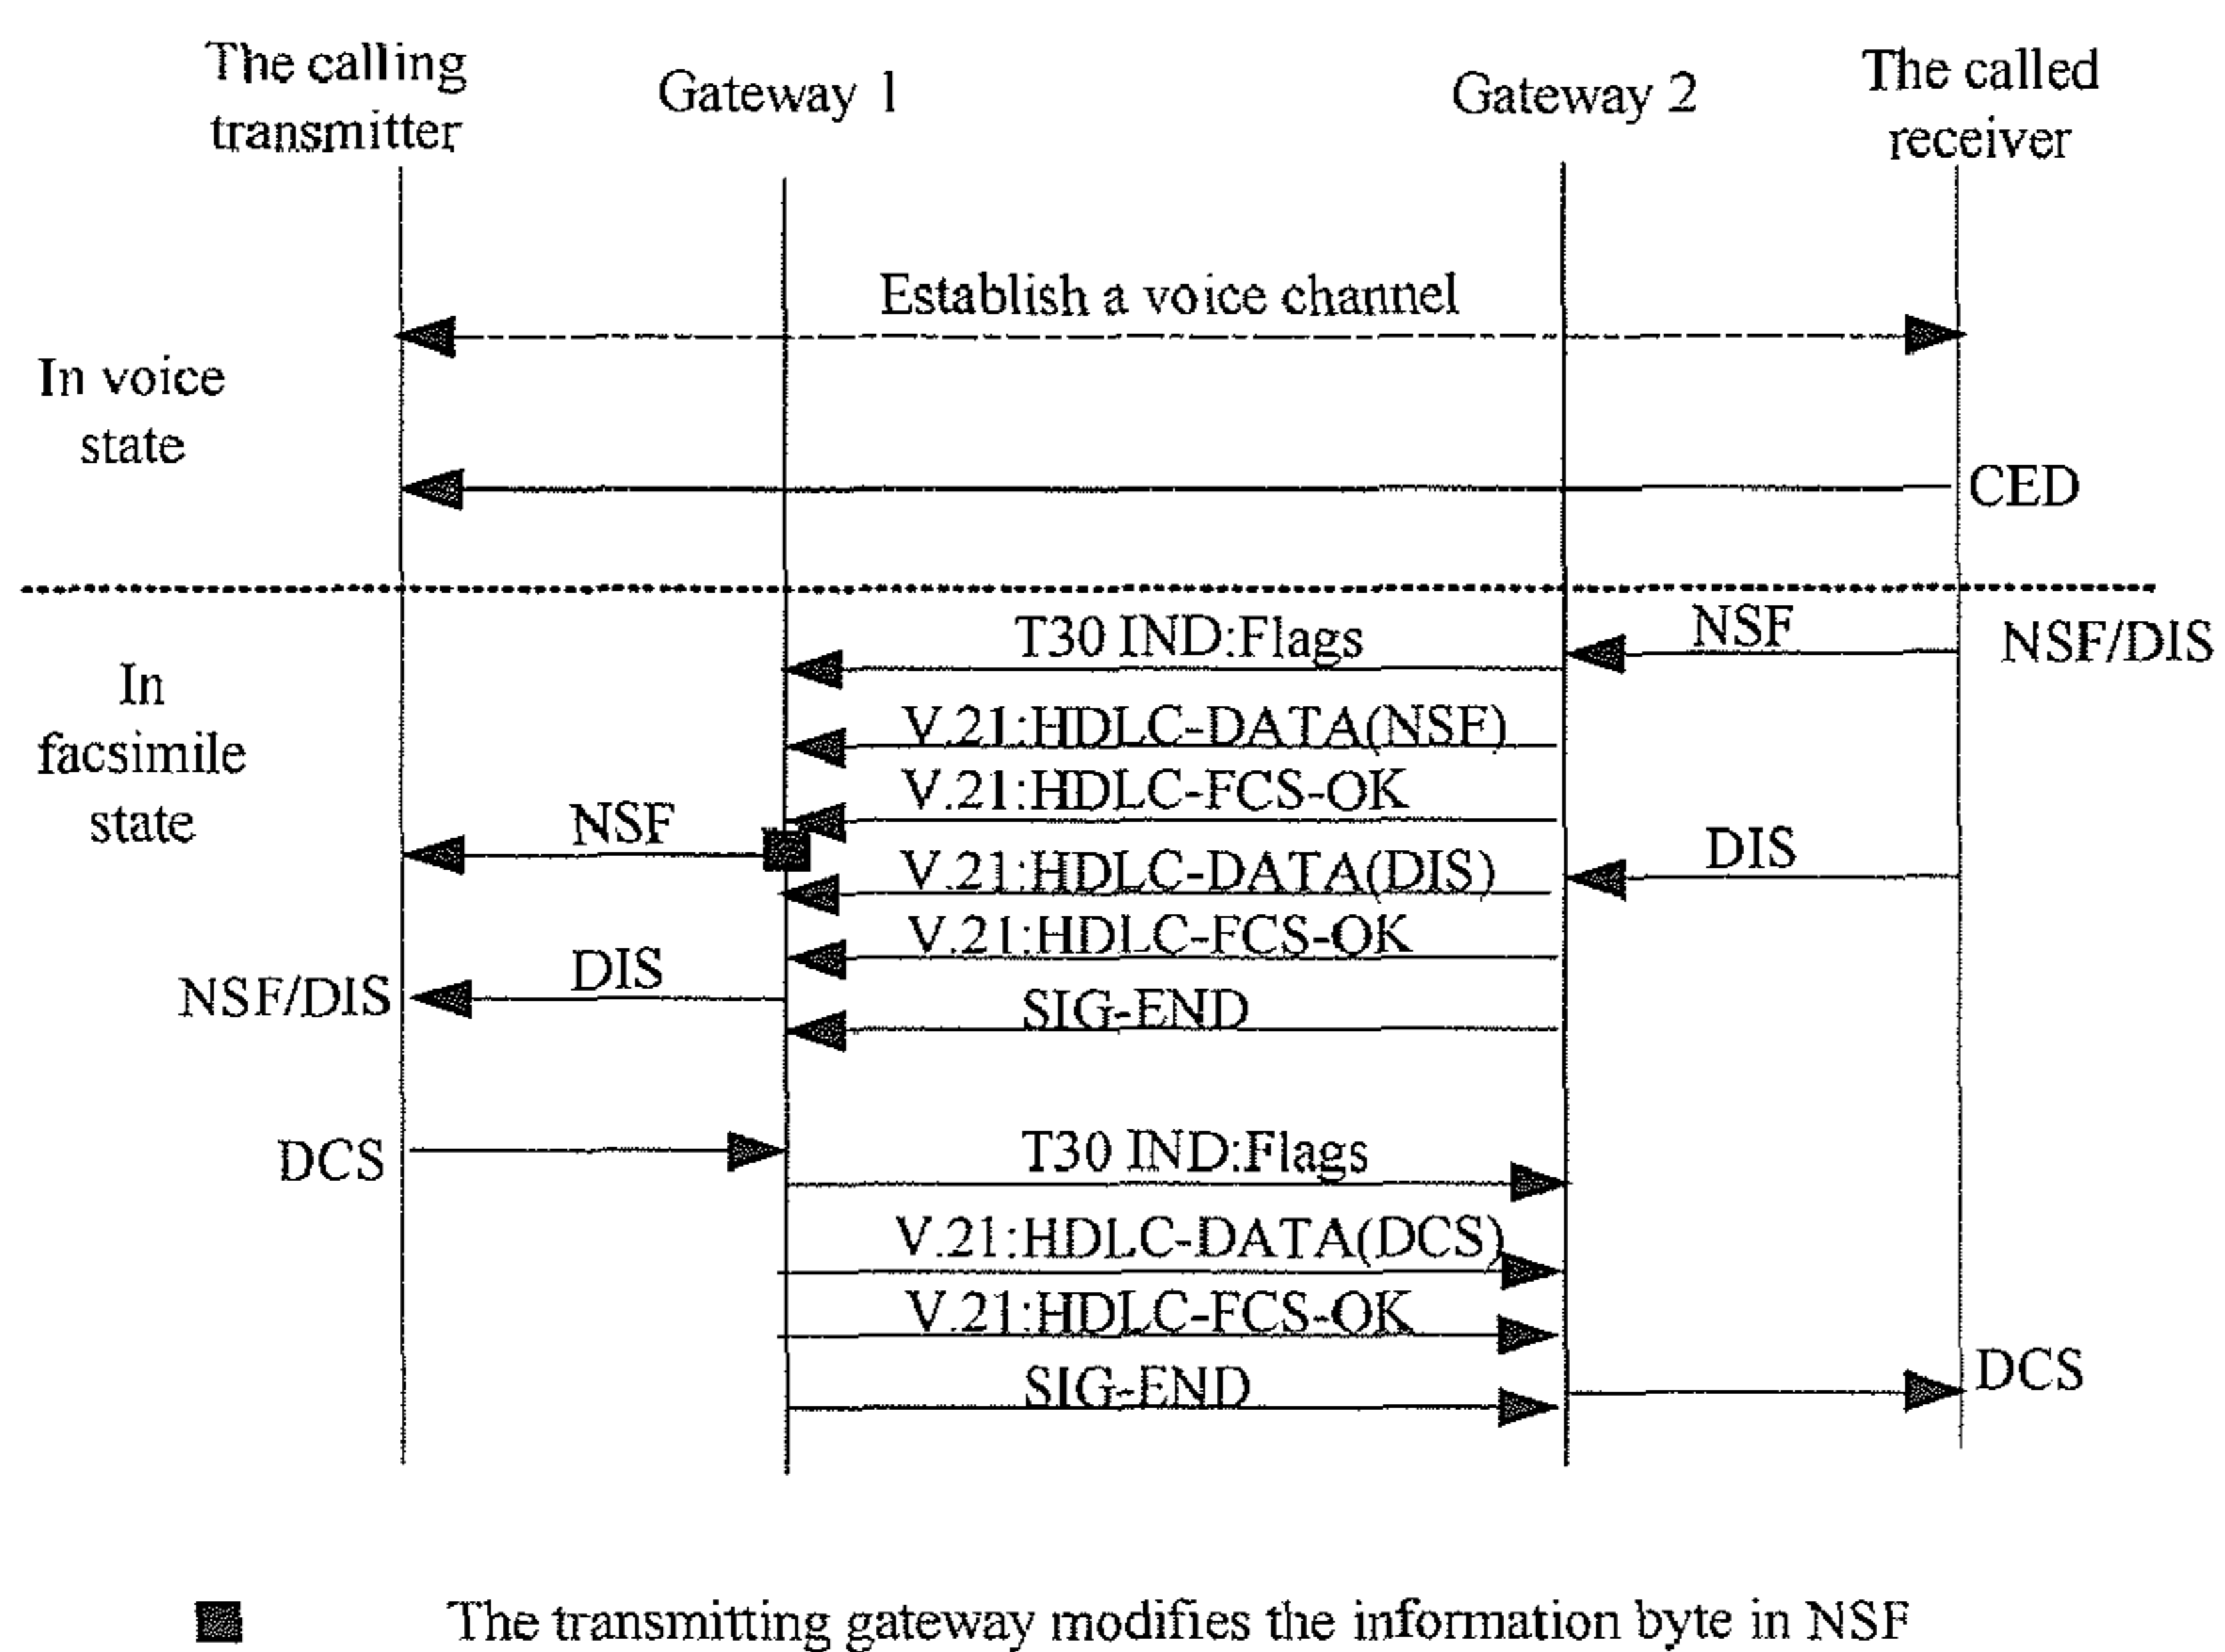 The calling
transmitter
Gateway 1
Gateway 2
The called
receiver
Establish a voice channel
In voice
state
CED
T30 IND:Flags
NSF
NSF/DIS
In
facsimile
state
V.21:HDLC-DATA(NSF)
V.21:HDLC-FCS-OK
NSF
V.21:HDLC-DATA(DIS)
DIS
V.21:HDLC-FCS-OK
NSF/DIS
DIS
SIG-END
DCS
T30 IND:Flags
V.21:HDLC-DATA(DCS)
V.21:HDLC-FCS-OK
SIG-END
DCS
The transmitting gateway modifies the information byte in NSF